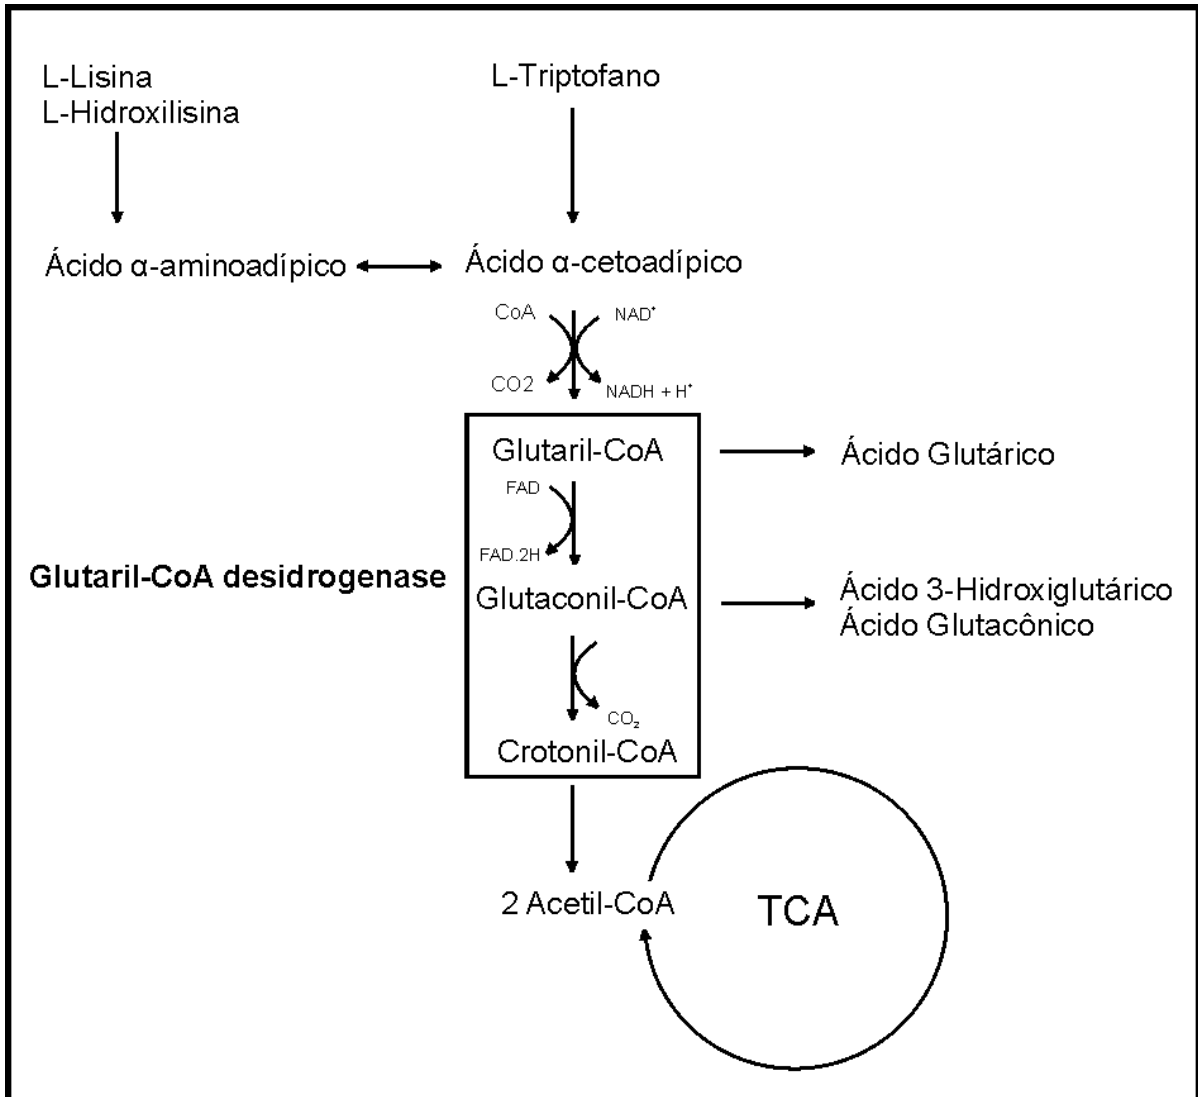 L-Lisina
L-Hidroxilisina
L-Triptofano
Ácido α-aminoadípico
Ácido α-cetoadípico
CoA
NAD⁺
CO2
NADH + H⁺
Glutaril-CoA
Ácido Glutárico
FAD
FAD.2H
Glutaril-CoA desidrogenase
Glutaconil-CoA
Ácido 3-Hidroxiglutárico
Ácido Glutacônico
CO₂
Crotonil-CoA
2 Acetil-CoA
TCA